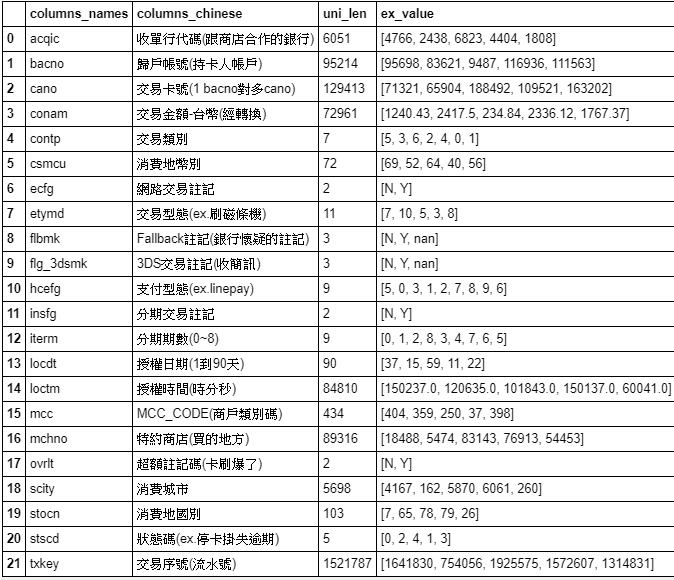 columns_names columns_chinese uni_len ex_value
0 acqic 收單行代碼(跟商店合作的銀行) 6051 [4766, 2438, 6823, 4404, 1808]
1 bacno 歸戶帳號(持卡人帳戶) 95214 [95698, 83621, 9487, 116936, 111563]
2 cano 交易卡號(1 bacno對多cano) 129413 [71321, 65904, 188492, 109521, 163202]
3 conam 交易金額-台幣(經轉換) 72961 [1240.43, 2417.5, 234.84, 2336.12, 1767.37]
4 contp 交易類別 7 [5, 3, 6, 2, 4, 0, 1]
5 csmcu 消費地幣別 72 [69, 52, 64, 40, 56]
6 ecfg 網路交易註記 2 [N, Y]
7 etymd 交易型態(ex.刷磁條機) 11 [7, 10, 5, 3, 8]
8 flbmk Fallback註記(銀行懷疑的註記) 3 [N, Y, nan]
9 flg_3dsmk 3DS交易註記(收簡訊) 3 [N, Y, nan]
10 hcefg 支付型態(ex.linepay) 9 [5, 0, 3, 1, 2, 7, 8, 9, 6]
11 insfg 分期交易註記 2 [N, Y]
12 iterm 分期期數(0~8) 9 [0, 1, 2, 8, 3, 4, 7, 6, 5]
13 locdt 授權日期(1到90天) 90 [37, 15, 59, 11, 22]
14 loctm 授權時間(時分秒) 84810 [150237.0, 120635.0, 101843.0, 150137.0, 60041.0]
15 mcc MCC_CODE(商戶類別碼) 434 [404, 359, 250, 37, 398]
16 mchno 特約商店(買的地方) 89316 [18488, 5474, 83143, 76913, 54453]
17 ovrlt 超額註記碼(卡刷爆了) 2 [N, Y]
18 scity 消費城市 5698 [4167, 162, 5870, 6061, 260]
19 stocn 消費地國別 103 [7, 65, 78, 79, 26]
20 stscd 狀態碼(ex.停卡掛失逾期) 5 [0, 2, 4, 1, 3]
21 txkey 交易序號(流水號) 1521787 [1641830, 754056, 1925575, 1572607, 1314831]